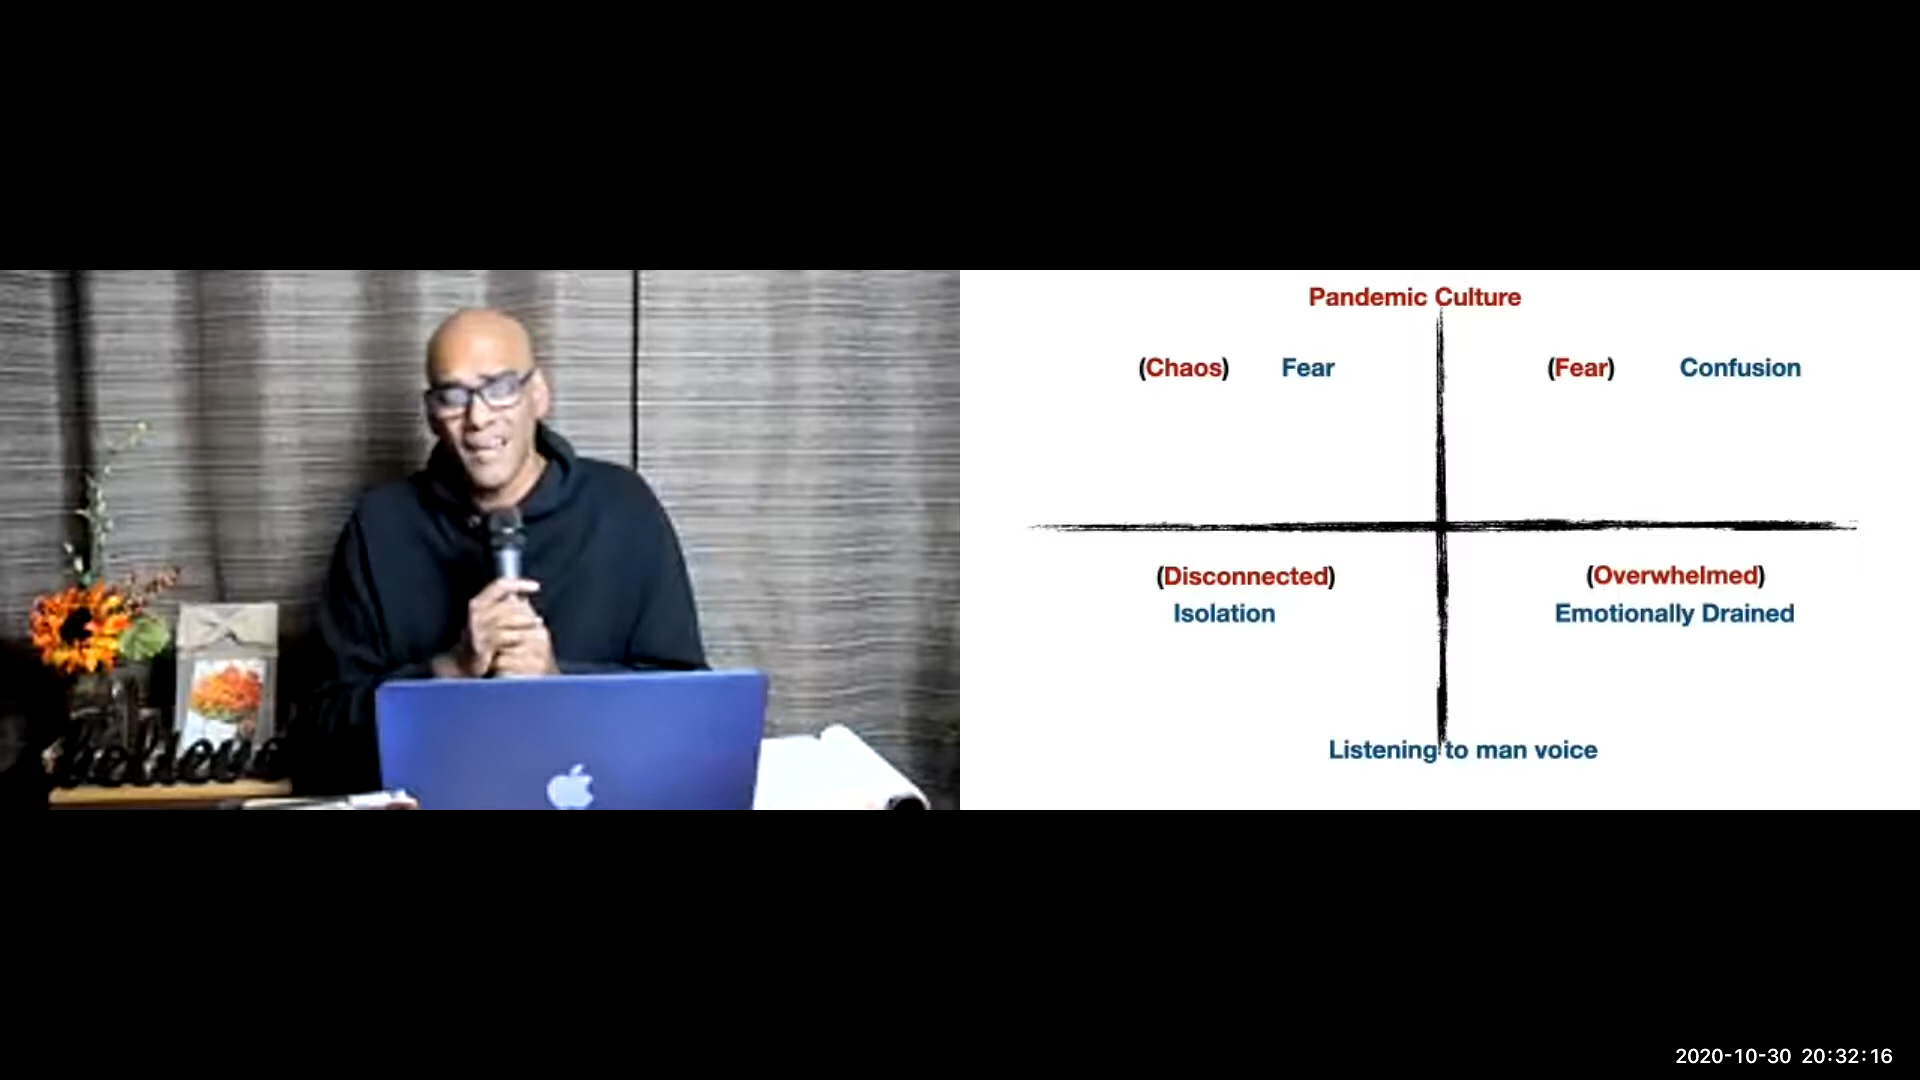 believe
Pandemic Culture
(Chaos) Fear
(Fear) Confusion
(Disconnected)
Isolation
(Overwhelmed)
Emotionally Drained
Listening to man voice
2020-10-30 20:32:16